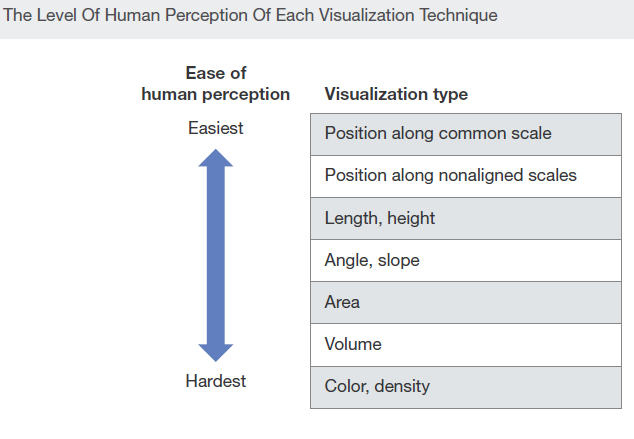 The Level Of Human Perception Of Each Visualization Technique
Ease of
human perception
Visualization type
Easiest
Position along common scale
Position along nonaligned scales
Length, height
Angle, slope
Area
Volume
Hardest
Color, density